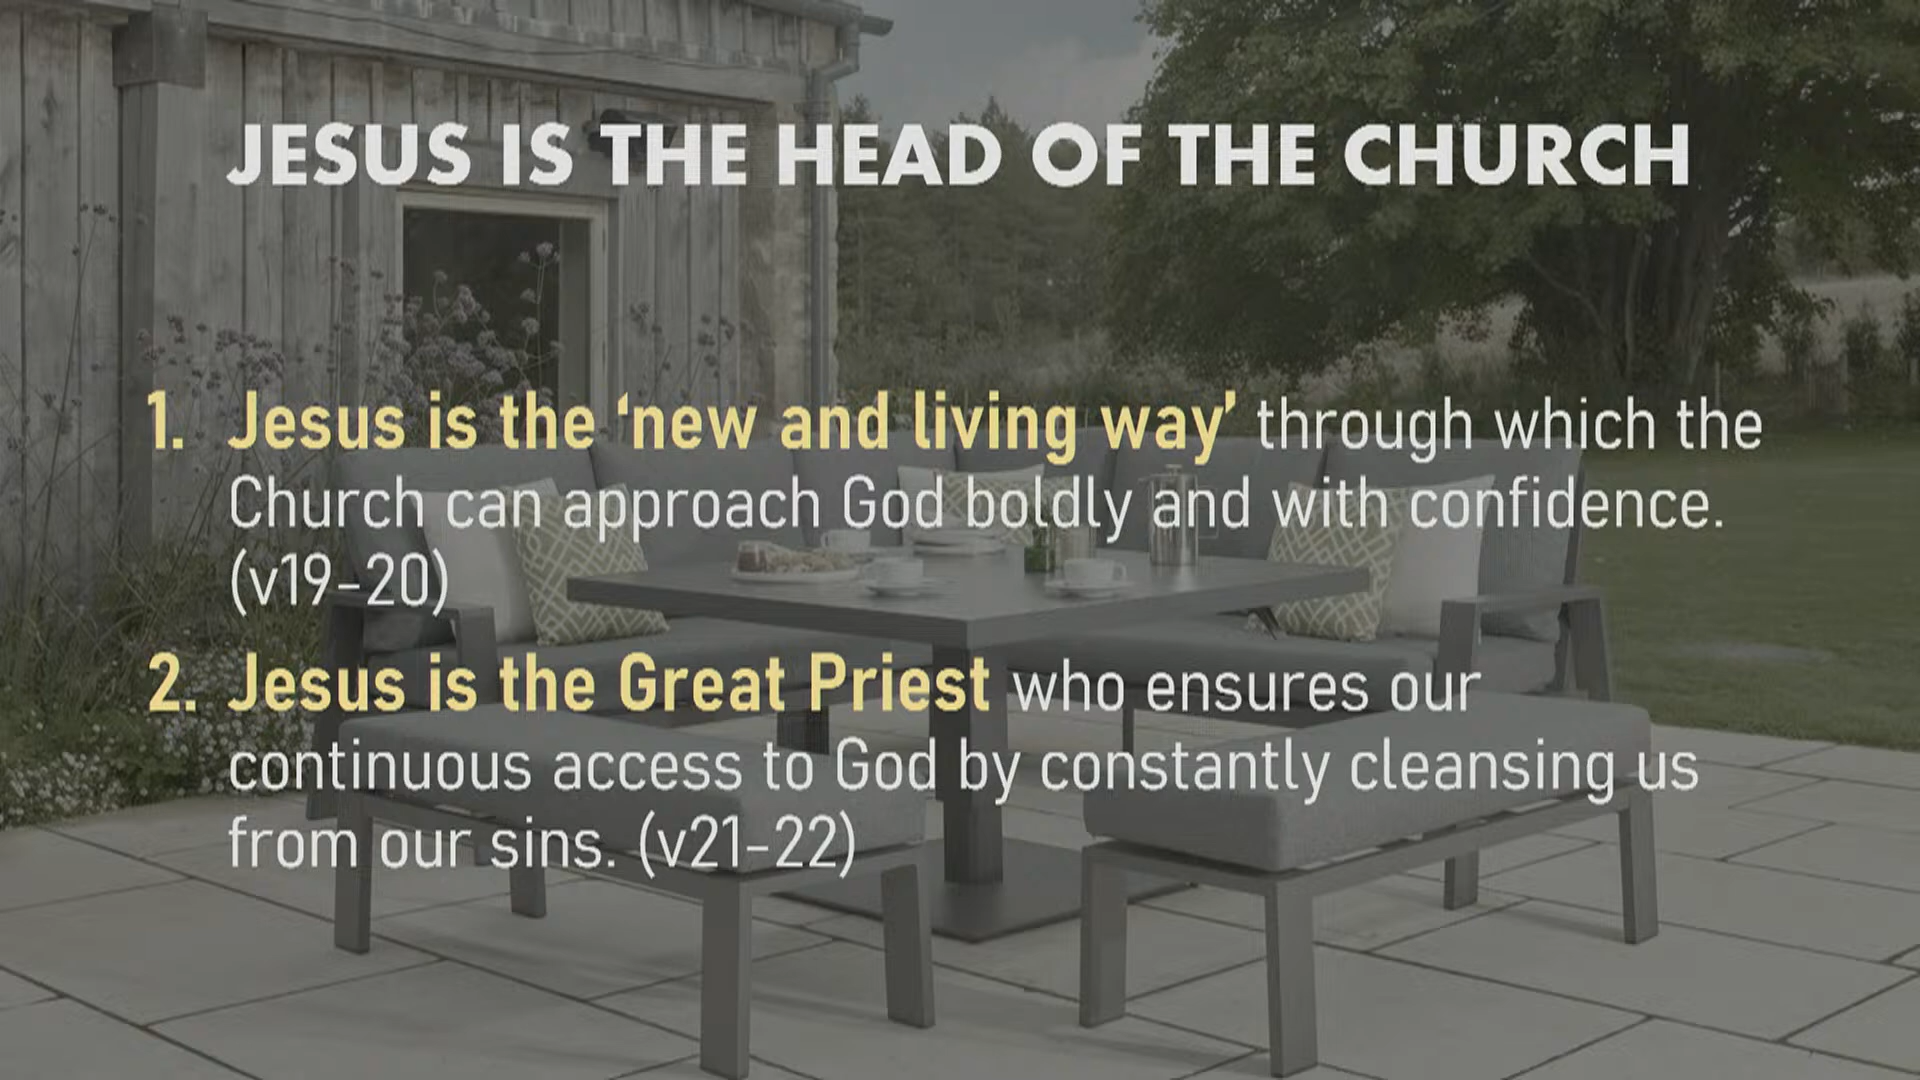 JESUS IS THE HEAD OF THE CHURCH
1. Jesus is the ‘new and living way’ through which the
Church can approach God boldly and with confidence.
(v19-20)
2. Jesus is the Great Priest who ensures our
continuous access to God by constantly cleansing us
from our sins. (v21-22)